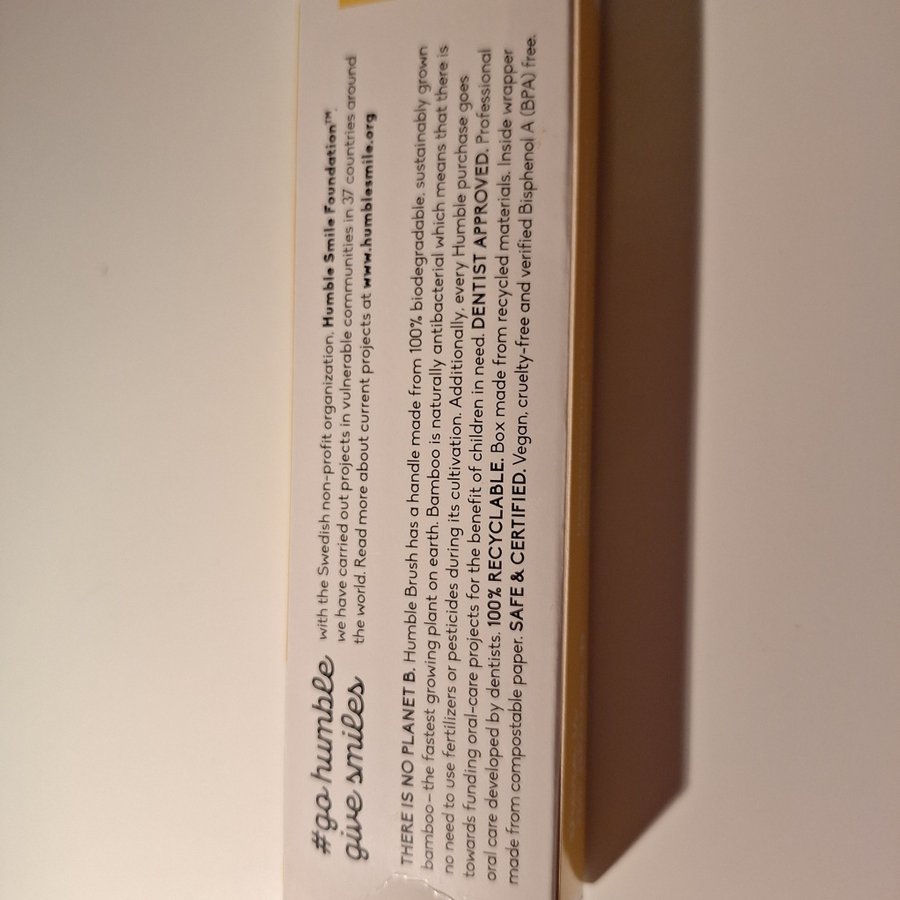 #go humble
give smiles
with the Swedish non-profit organization, Humble Smile Foundation™.
we have carried out projects in vulnerable communities in 37 countries around
the world. Read more about current projects at www.humblesmile.org
THERE IS NO PLANET B. Humble Brush has a handle made from 100% biodegradable, sustainably grown
bamboo – the fastest growing plant on earth. Bamboo is naturally antibacterial which means that there is
no need to use fertilizers or pesticides during its cultivation. Additionally, every Humble purchase goes
towards funding oral-care projects for the benefit of children in need. DENTIST APPROVED. Professional
oral care developed by dentists. 100% RECYCLABLE. Box made from recycled materials. Inside wrapper
made from compostable paper. SAFE & CERTIFIED. Vegan, cruelty-free and verified Bisphenol A (BPA) free.